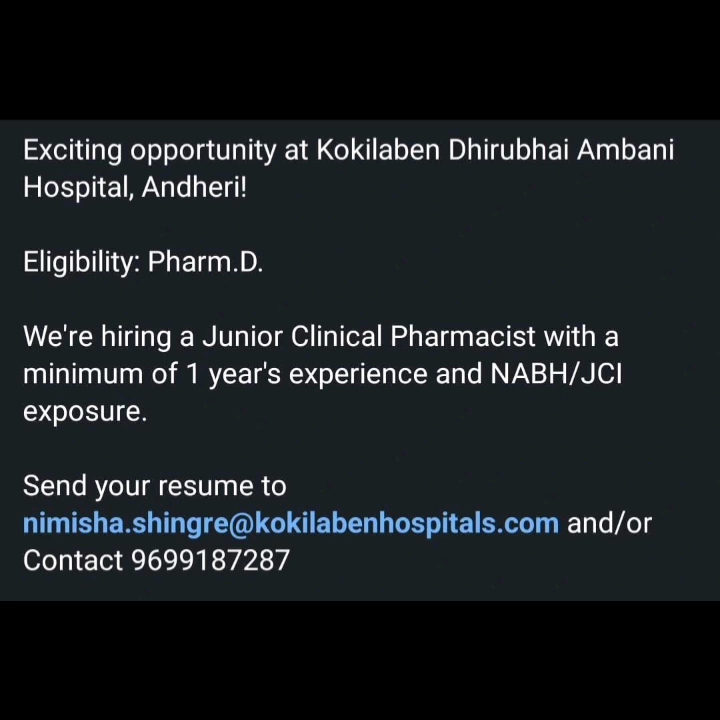 Exciting opportunity at Kokilaben Dhirubhai Ambani
Hospital, Andheri!
Eligibility: Pharm.D.
We're hiring a Junior Clinical Pharmacist with a
minimum of 1 year's experience and NABH/JCI
exposure.
Send your resume to
nimisha.shingre@kokilabenhospitals.com and/or
Contact 9699187287